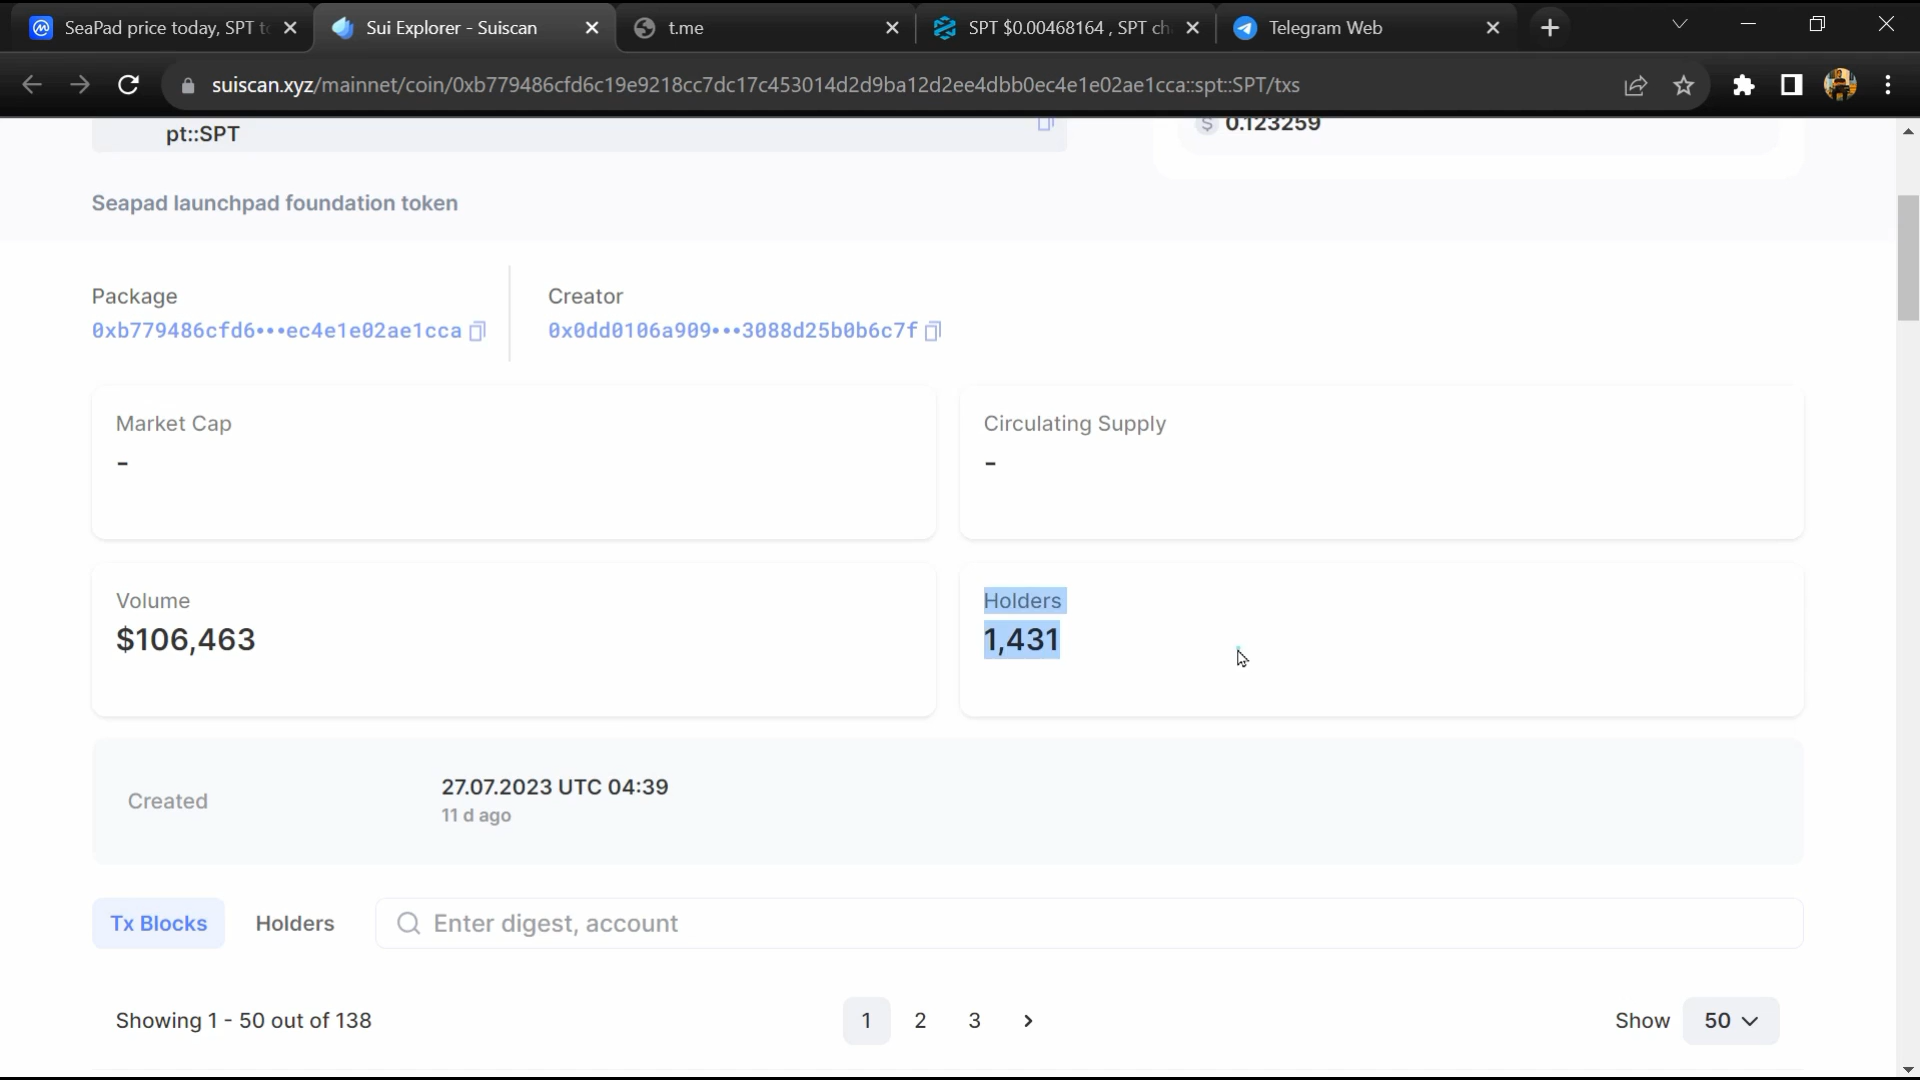 SeaPad price today, SPT to
Sui Explorer - Suiscan
t.me
SPT $0.00468164 , SPT ch
Telegram Web
suiscan.xyz/mainnet/coin/0xb779486cfd6c19e9218cc7dc17c453014d2d9ba12d2ee4dbb0ec4e1e02ae1cca::spt::SPT/txs
pt::SPT
$ 0.123259
Seapad launchpad foundation token
Package
Creator
0xb779486cfd6•••ec4e1e02ae1cca
0x0dd0106a909•••3088d25b0b6c7f
Market Cap
-
Circulating Supply
-
Volume
$106,463
Holders
1,431
Created
27.07.2023 UTC 04:39
11 d ago
Tx Blocks
Holders
Enter digest, account
Showing 1 - 50 out of 138
1 2 3 >
Show 50